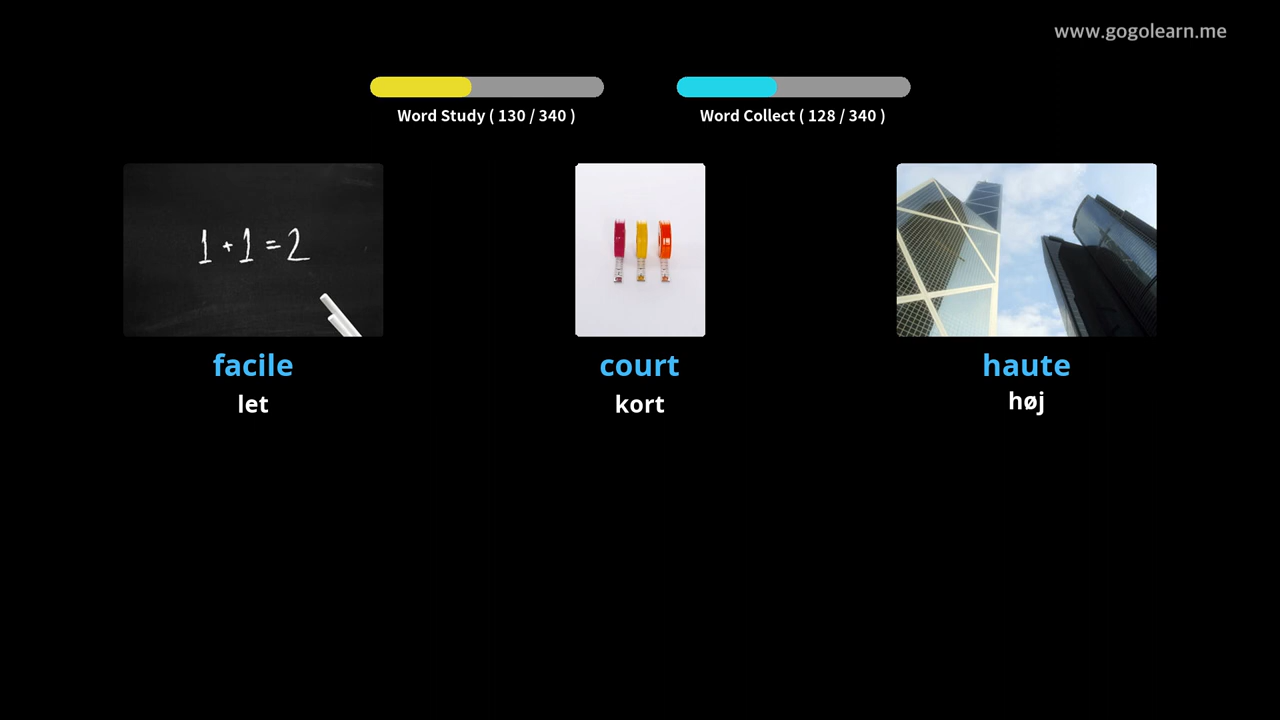 www.gogolearn.me
Word Study ( 130 / 340 )
Word Collect ( 128 / 340 )
1 + 1 = 2
facile
court
haute
let
kort
høj